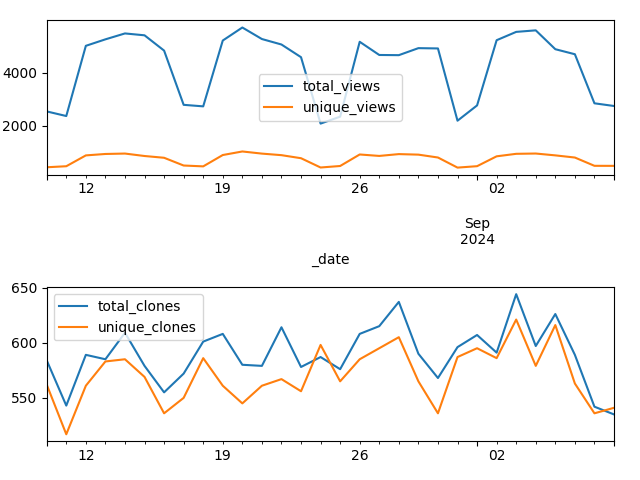 4000
2000
total_views
unique_views
12
19
26
02
Sep
2024
_date
650
600
550
total_clones
unique_clones
12
19
26
02